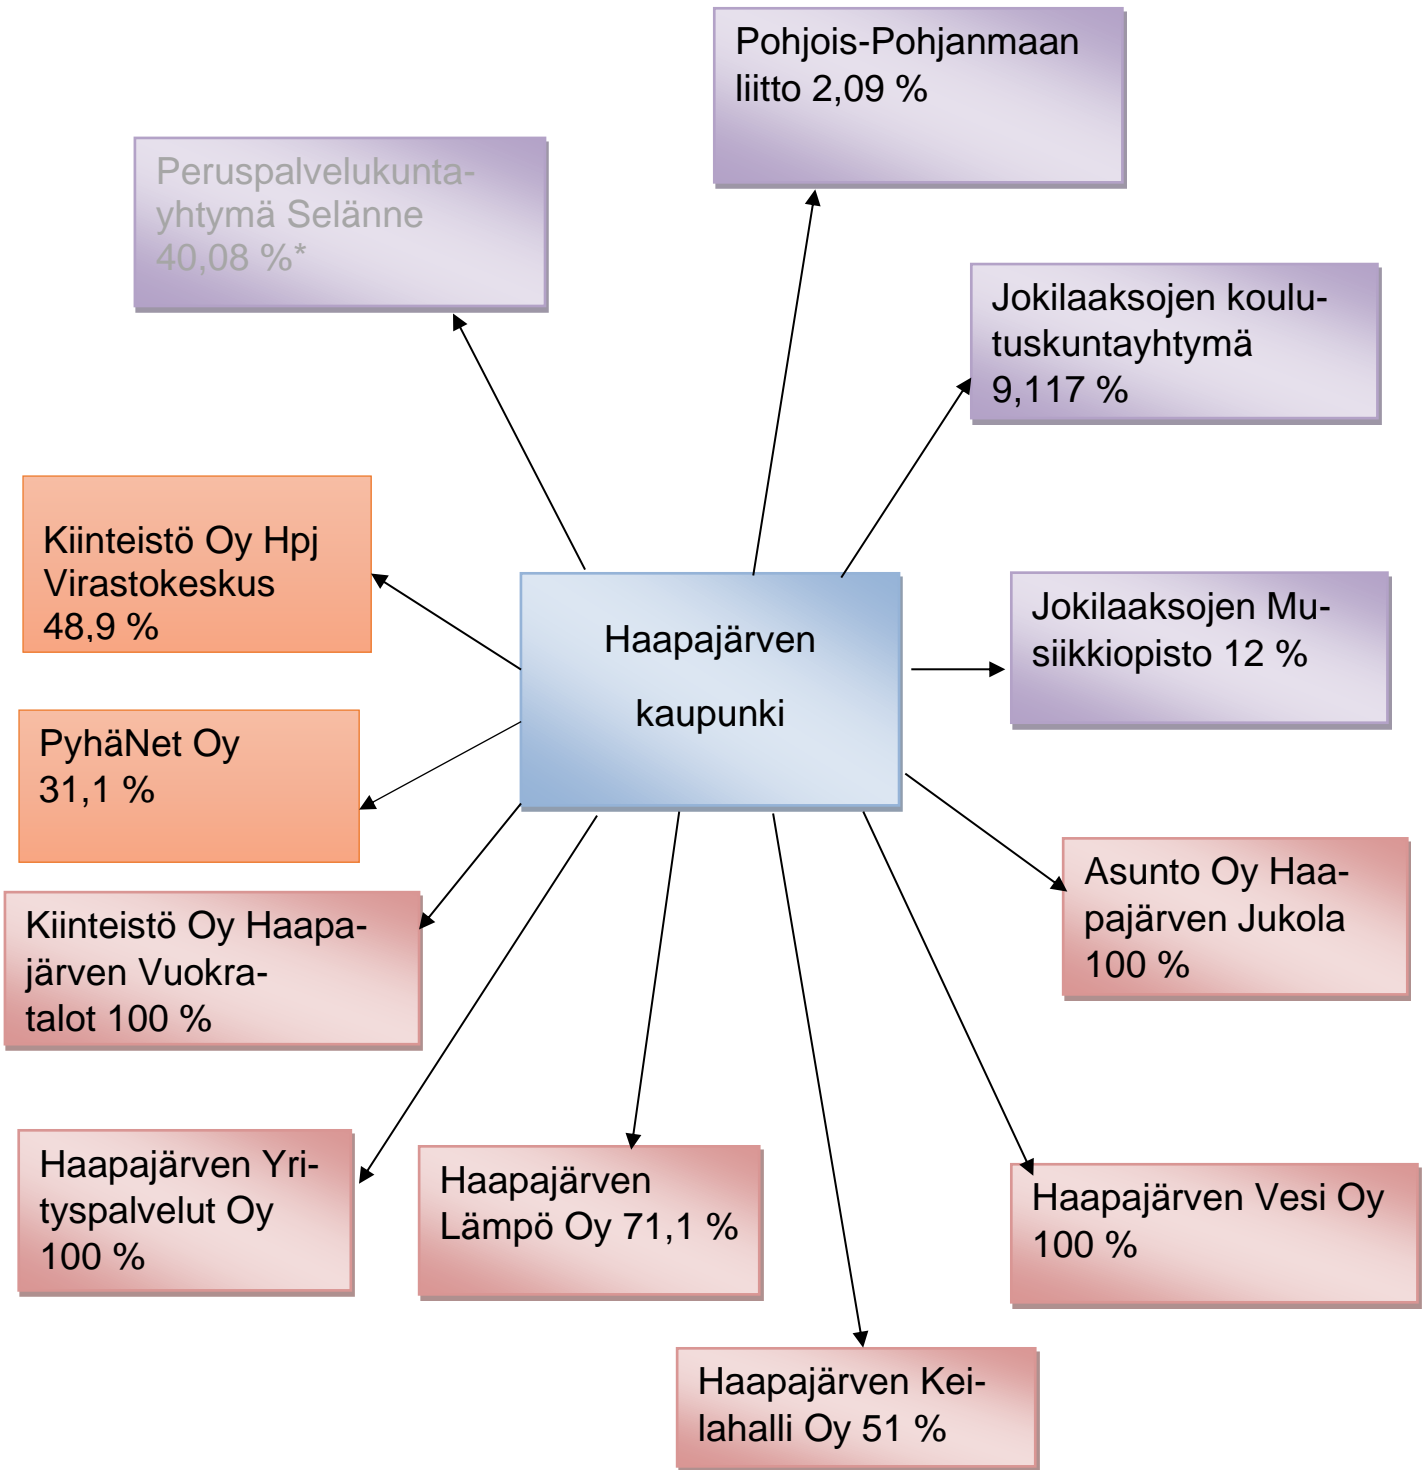 Pohjois-Pohjanmaan
liitto 2,09 %
Peruspalvelukunta-
yhtymä Selänne
40,08 %*
Jokilaaksojen koulu-
tuskuntayhtymä
9,117 %
Kiinteistö Oy Hpj
Virastokeskus
48,9 %
Haapajärven
kaupunki
Jokilaaksojen Mu-
siikkiopisto 12 %
PyhäNet Oy
31,1 %
Asunto Oy Haa-
pajärven Jukola
100 %
Kiinteistö Oy Haapa-
järven Vuokra-
talot 100 %
Haapajärven Yri-
tyspalvelut Oy
100 %
Haapajärven
Lämpö Oy 71,1 %
Haapajärven Vesi Oy
100 %
Haapajärven Kei-
lahalli Oy 51 %